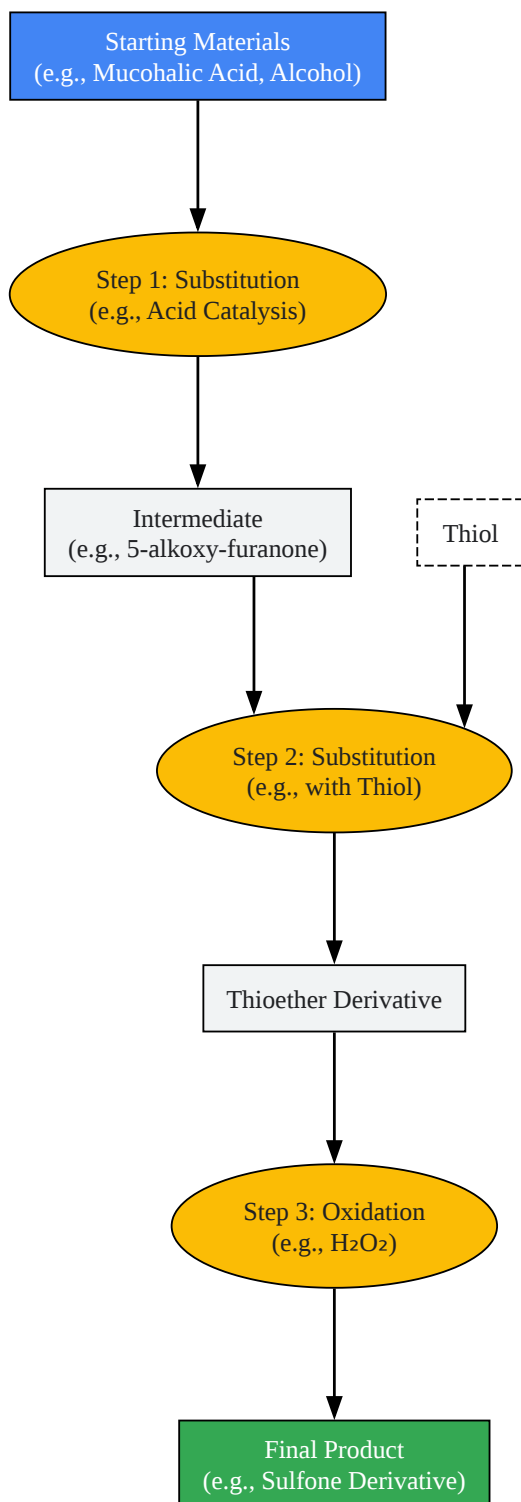 Starting Materials
(e.g., Mucohalic Acid, Alcohol)
Step 1: Substitution
(e.g., Acid Catalysis)
Intermediate
(e.g., 5-alkoxy-furanone)
Thiol
Step 2: Substitution
(e.g., with Thiol)
Thioether Derivative
Step 3: Oxidation
(e.g., H₂O₂)
Final Product
(e.g., Sulfone Derivative)